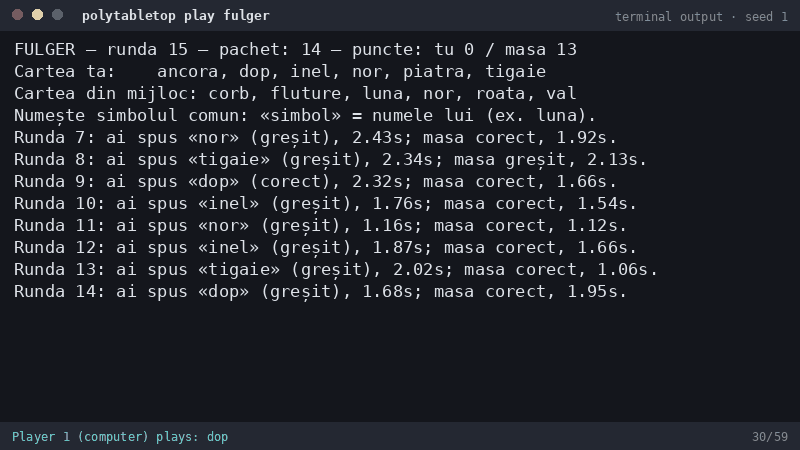 polytabletop play fulger
terminal output · seed 1
FULGER — runda 15 — pachet: 14 — puncte: tu 0 / masa 13
Cartea ta:    ancora, dop, inel, nor, piatra, tigaie
Cartea din mijloc: corb, fluture, luna, nor, roata, val
Numește simbolul comun: «simbol» = numele lui (ex. luna).
Runda 7: ai spus «nor» (greșit), 2.43s; masa corect, 1.92s.
Runda 8: ai spus «tigaie» (greșit), 2.34s; masa greșit, 2.13s.
Runda 9: ai spus «dop» (corect), 2.32s; masa corect, 1.66s.
Runda 10: ai spus «inel» (greșit), 1.76s; masa corect, 1.54s.
Runda 11: ai spus «nor» (greșit), 1.16s; masa corect, 1.12s.
Runda 12: ai spus «inel» (greșit), 1.87s; masa corect, 1.66s.
Runda 13: ai spus «tigaie» (greșit), 2.02s; masa corect, 1.06s.
Runda 14: ai spus «dop» (greșit), 1.68s; masa corect, 1.95s.
Player 1 (computer) plays: dop
30/59